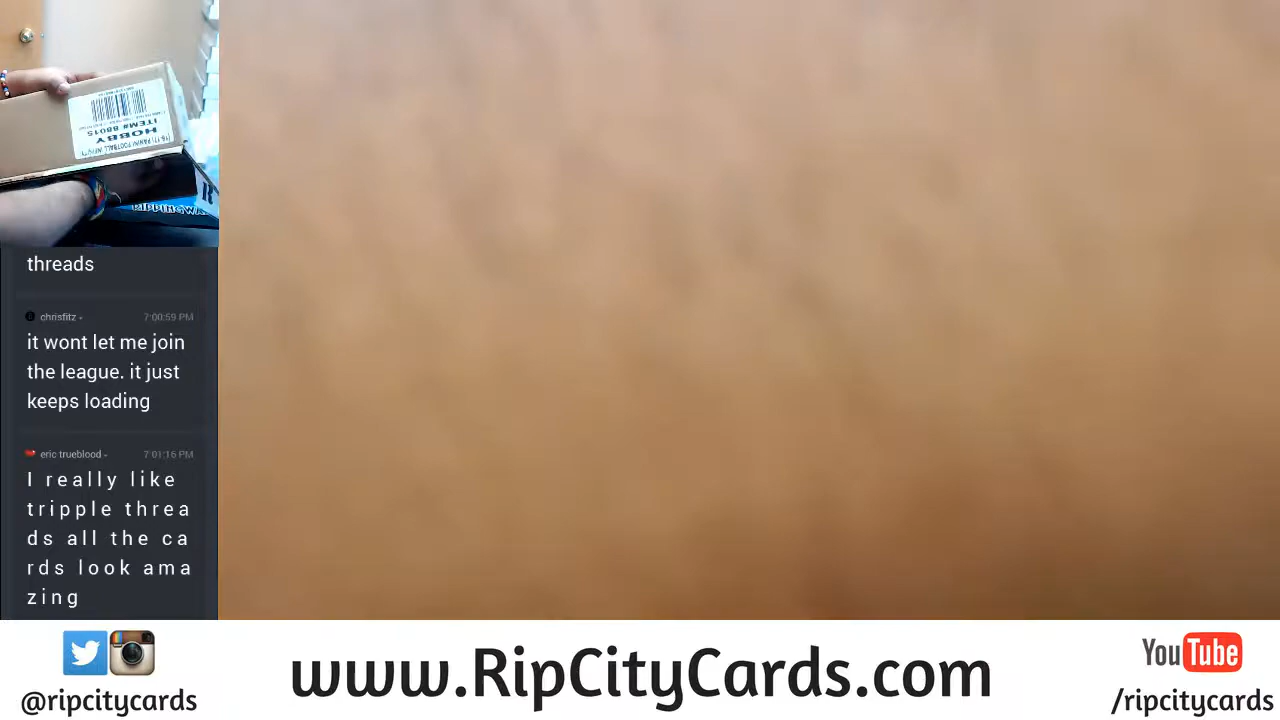 HOBBY
ITEM# 88015
RIPPINGWA
threads
chrisfitz
7:00:59 PM
it wont let me join
the league. it just
keeps loading
eric trueblood
7:01:16 PM
I really like
tripple threa
ds all the ca
rds look ama
zing
@ripcitycards
www.RipCityCards.com
YouTube
/ripcitycards